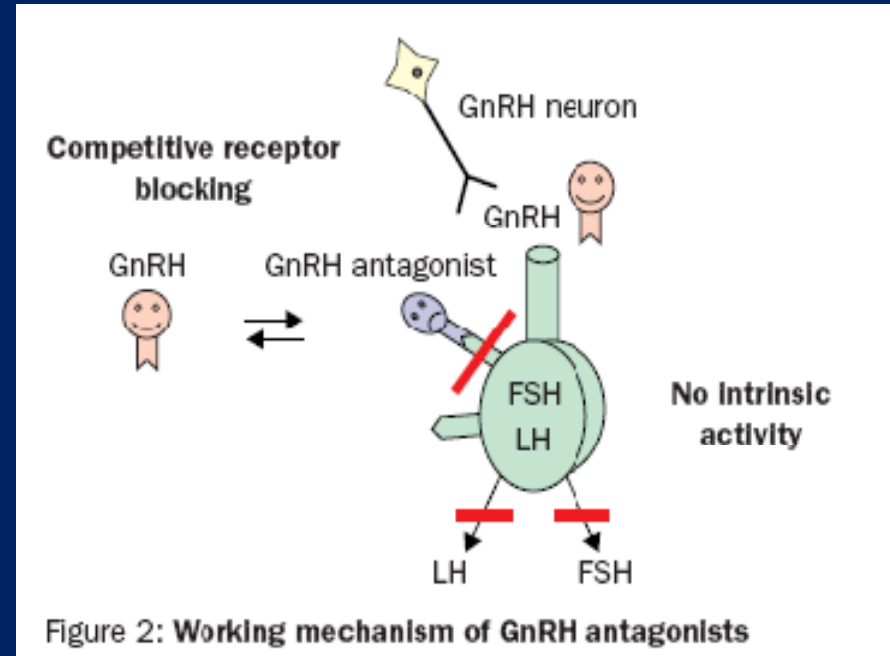 GnRH neuron
Competitive receptor
blocking
GnRH
GnRH
GnRH antagonist
FSH
LH
No intrinsic
activity
LH
FSH
Figure 2: Working mechanism of GnRH antagonists